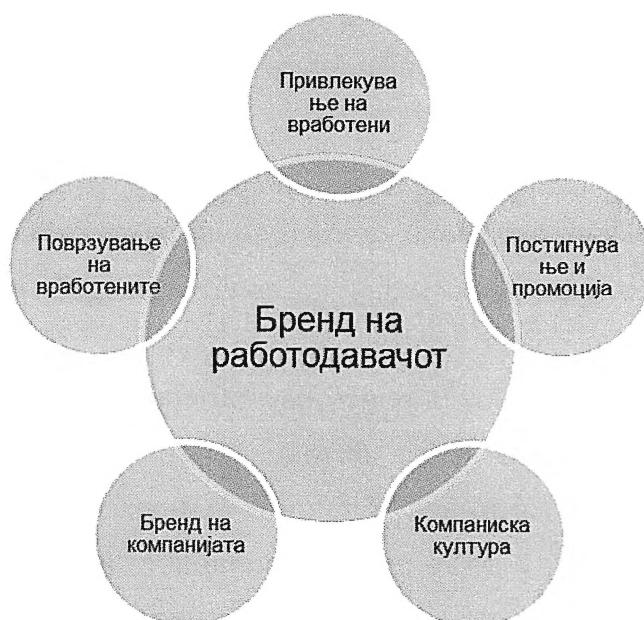 Привлекува
ње на
вработени
Поврзување
на
вработените
Постигнува
ње и
промоција
Бренд на
работодавачот
Бренд на
компанијата
Компаниска
култура